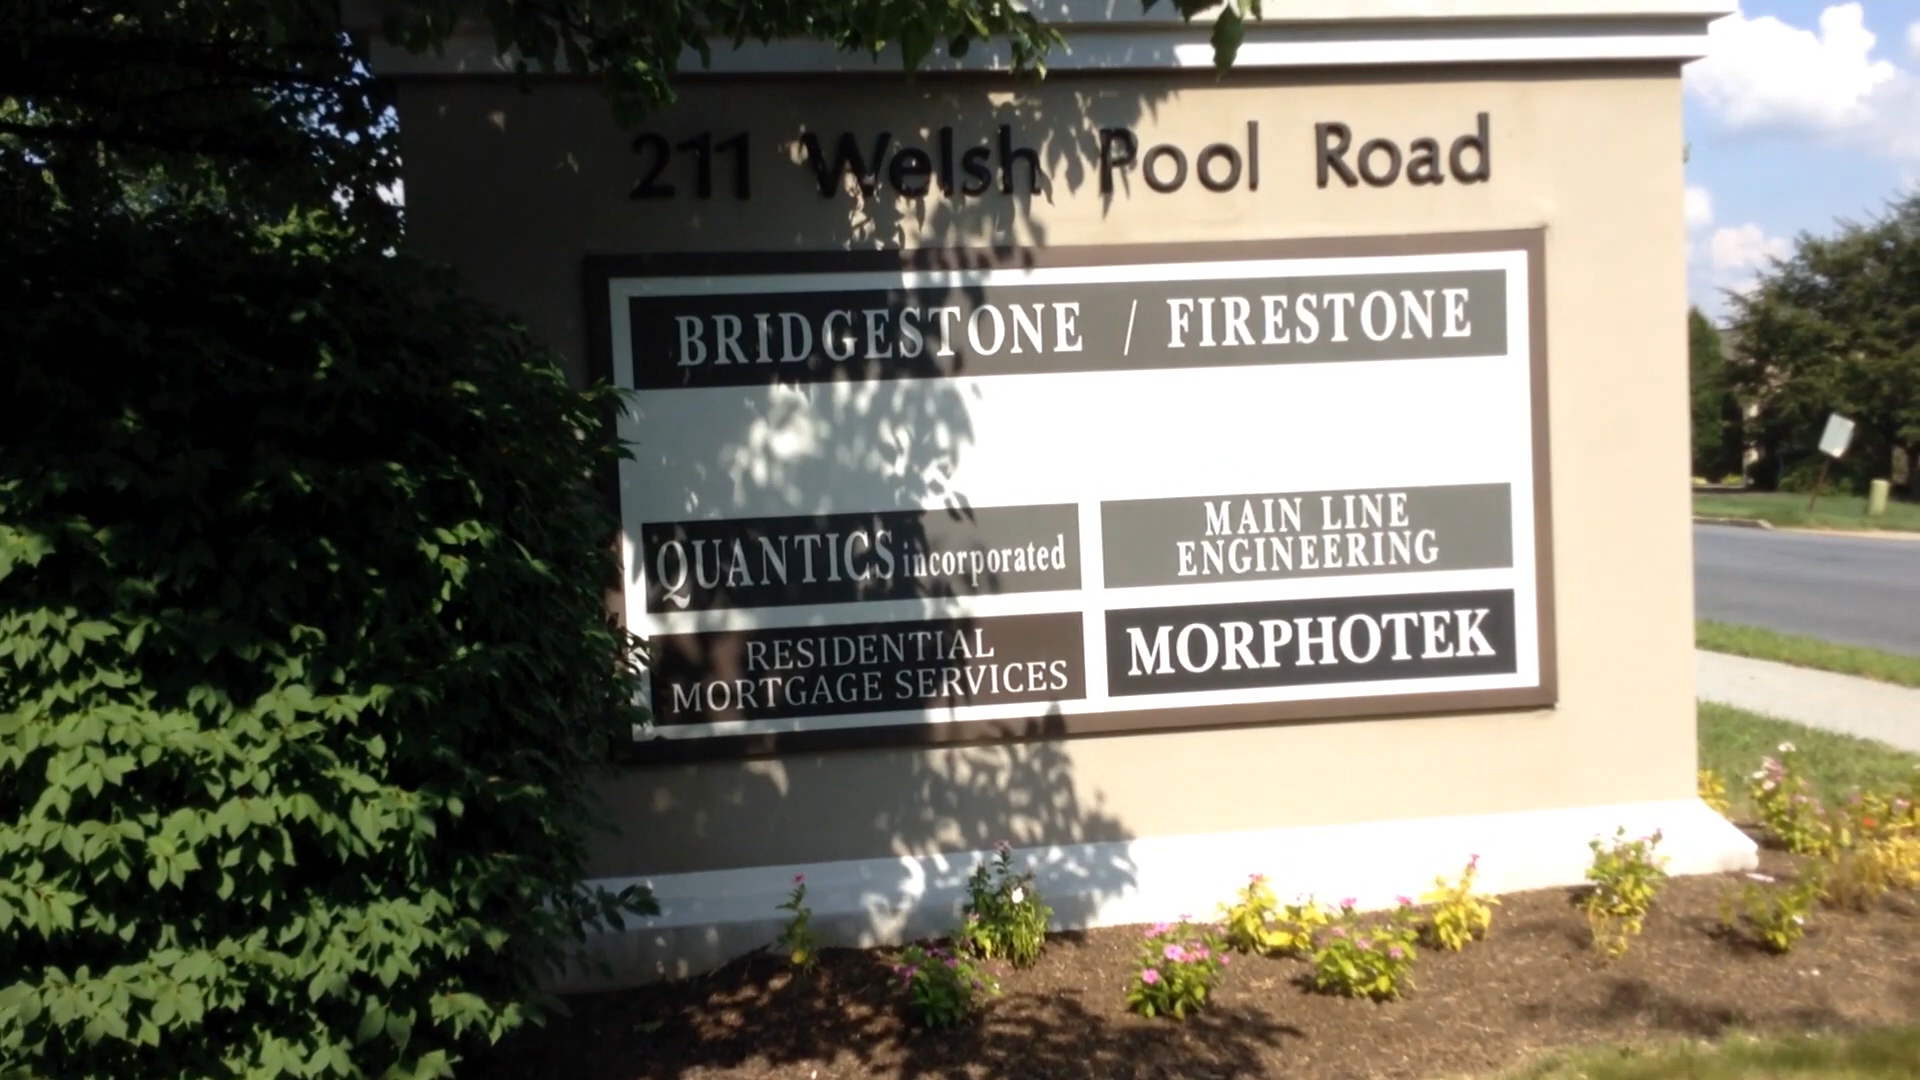 211 Welsh Pool Road
BRIDGESTONE / FIRESTONE
QUANTICS incorporated
MAIN LINE
ENGINEERING
RESIDENTIAL
MORTGAGE SERVICES
MORPHOTEK